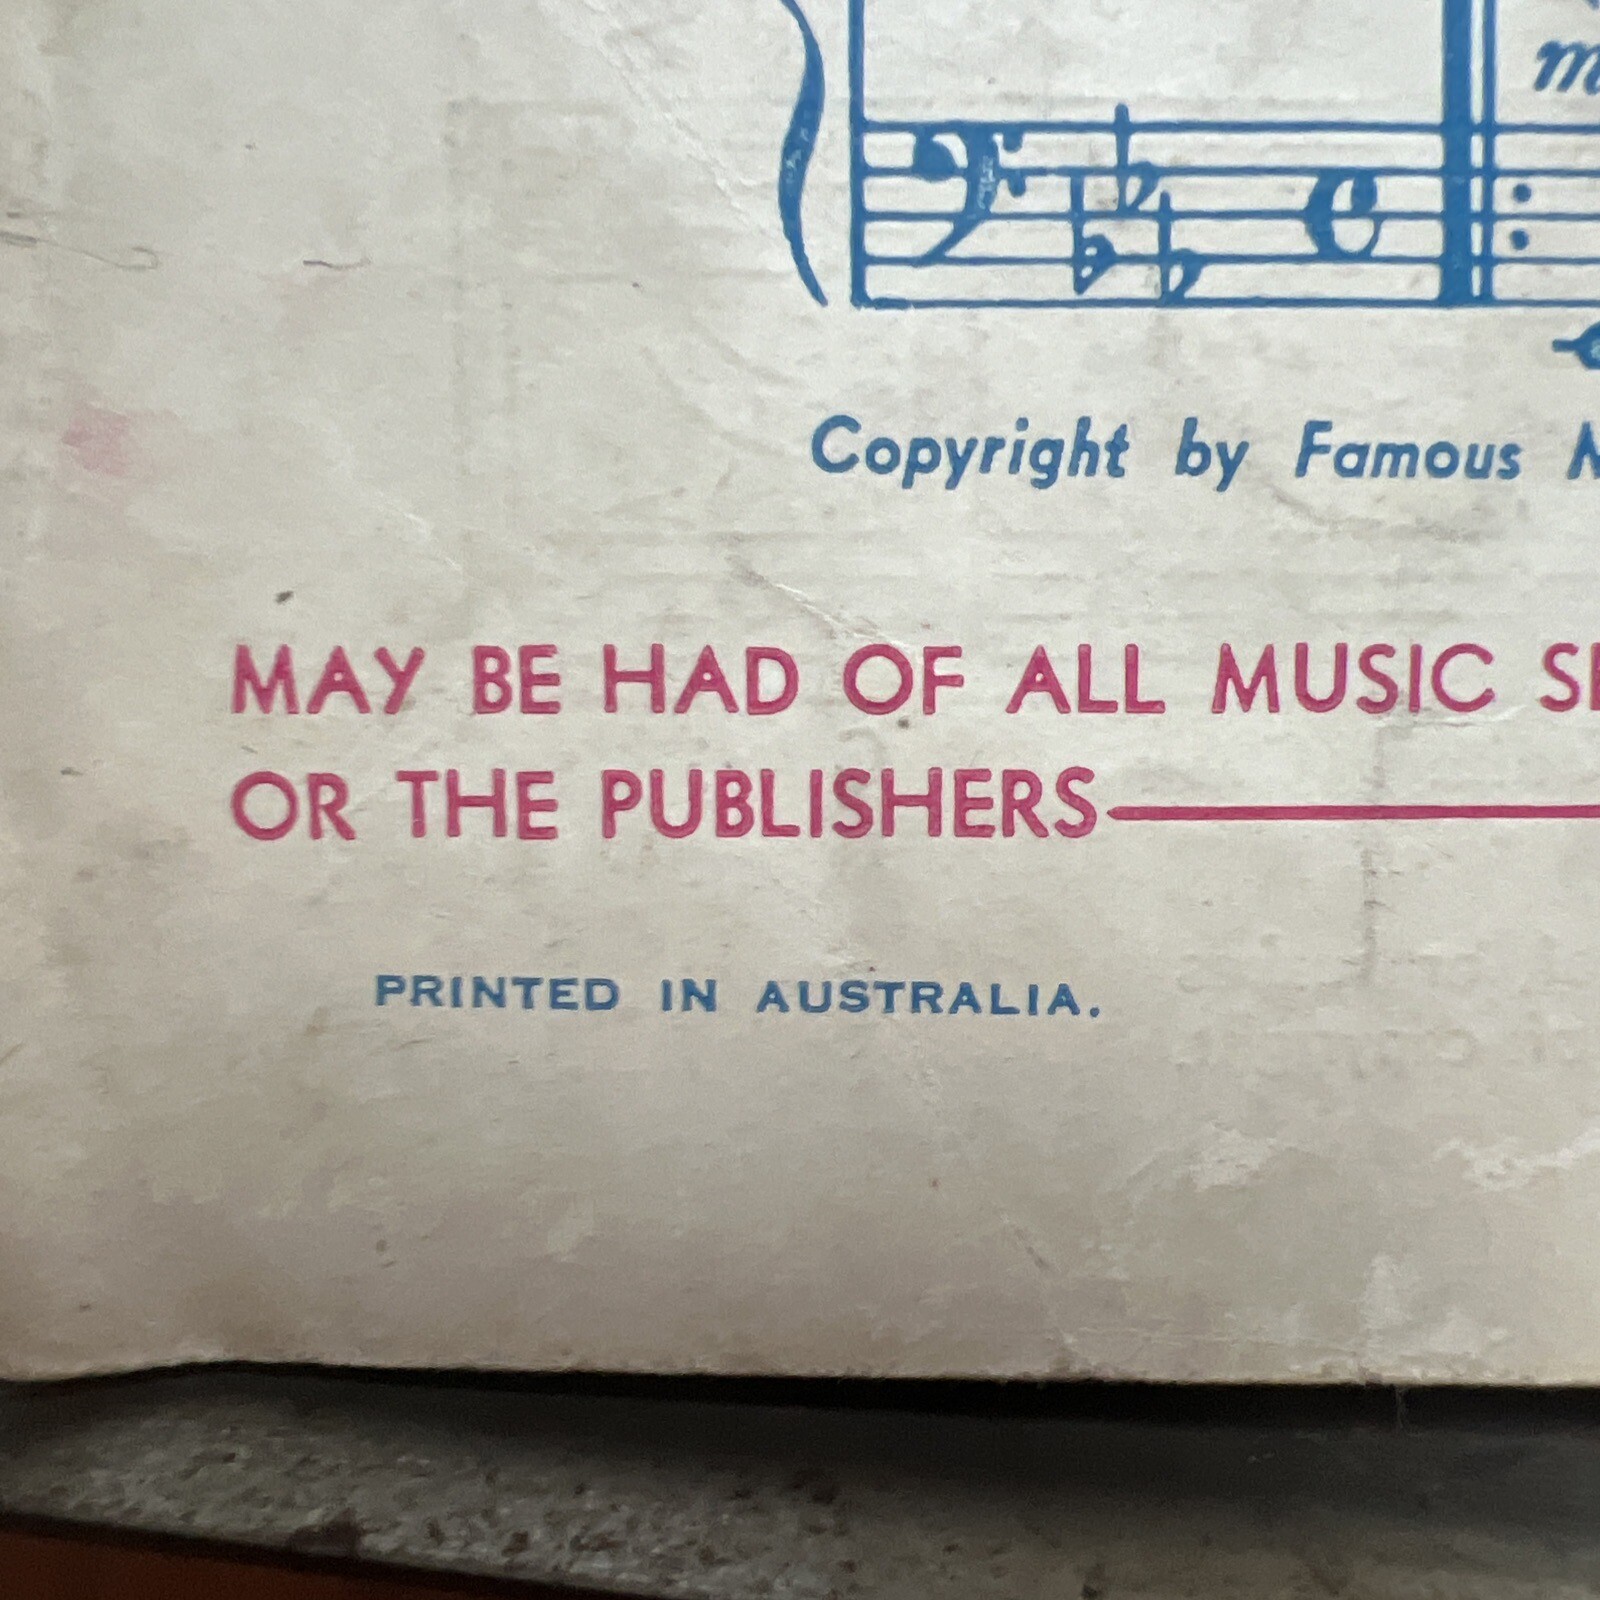 Copyright by Famous
MAY BE HAD OF ALL MUSIC
OR THE PUBLISHERS
PRINTED IN AUSTRALIA.